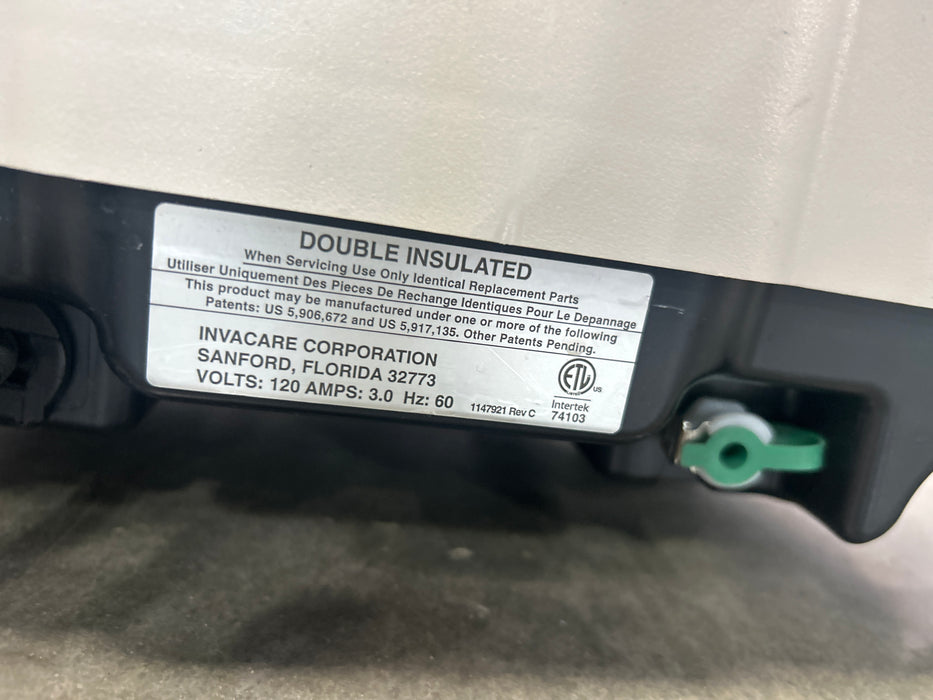 DOUBLE INSULATED
When Servicing Use Only Identical Replacement Parts
Utiliser Uniquement Des Pieces De Rechange Identiques Pour Le Depannage
This product may be manufactured under one or more of the following
Patents: US 5,906,672 and US 5,917,135. Other Patents Pending.
INVACARE CORPORATION
SANFORD, FLORIDA 32773
VOLTS: 120 AMPS: 3.0 Hz: 60
1147921 Rev C
ETL US
Intertek
74103